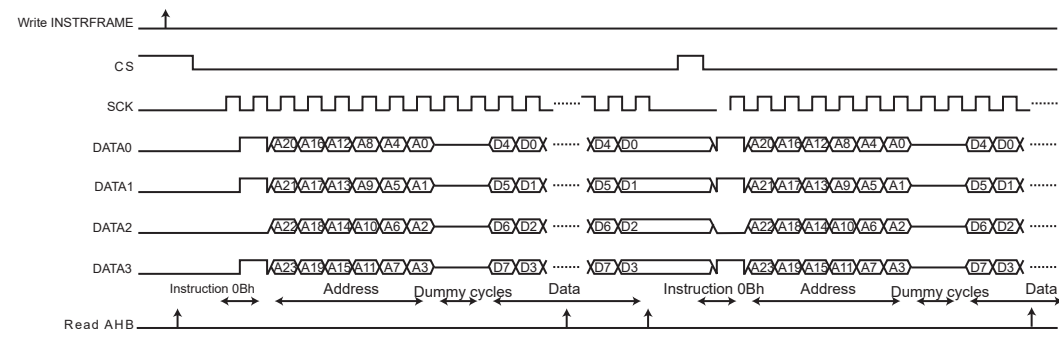 Write INSTRFRAME
CS
SCK
DATA0 A20 A16 A12 A8 A4 A0 D4 D0 D4 D0 A20 A16 A12 A8 A4 A0 D4 D0
DATA1 A21 A17 A13 A9 A5 A1 D5 D1 D5 D1 A21 A17 A13 A9 A5 A1 D5 D1
DATA2 A22 A18 A14 A10 A6 A2 D6 D2 D6 D2 A22 A18 A14 A10 A6 A2 D6 D2
DATA3 A23 A19 A15 A11 A7 A3 D7 D3 D7 D3 A23 A19 A15 A11 A7 A3 D7 D3
Instruction 0Bh Address Dummy cycles Data Instruction 0Bh Address Dummy cycles Data
Read AHB